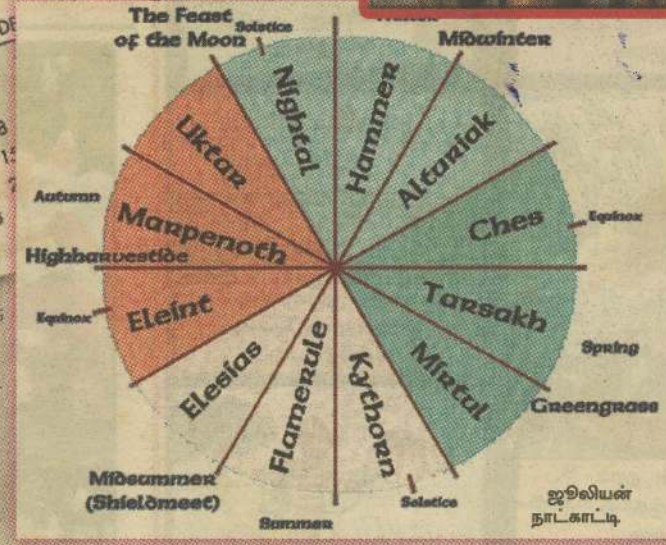 The Feast
of the Moon
Solstice
Midwinter
Nightal
Hammer
Alturiak
Uktar
Ches
Equinox
Autumn
Marpenoth
Highharvestide
Tarsakh
Equinox
Eleint
Spring
Mirtul
Greengrass
Elesias
Flamerule
Kythorn
Midsummer
(Shieldmeet)
Solstice
Summer
ஜூலியன்
நாட்காட்டி